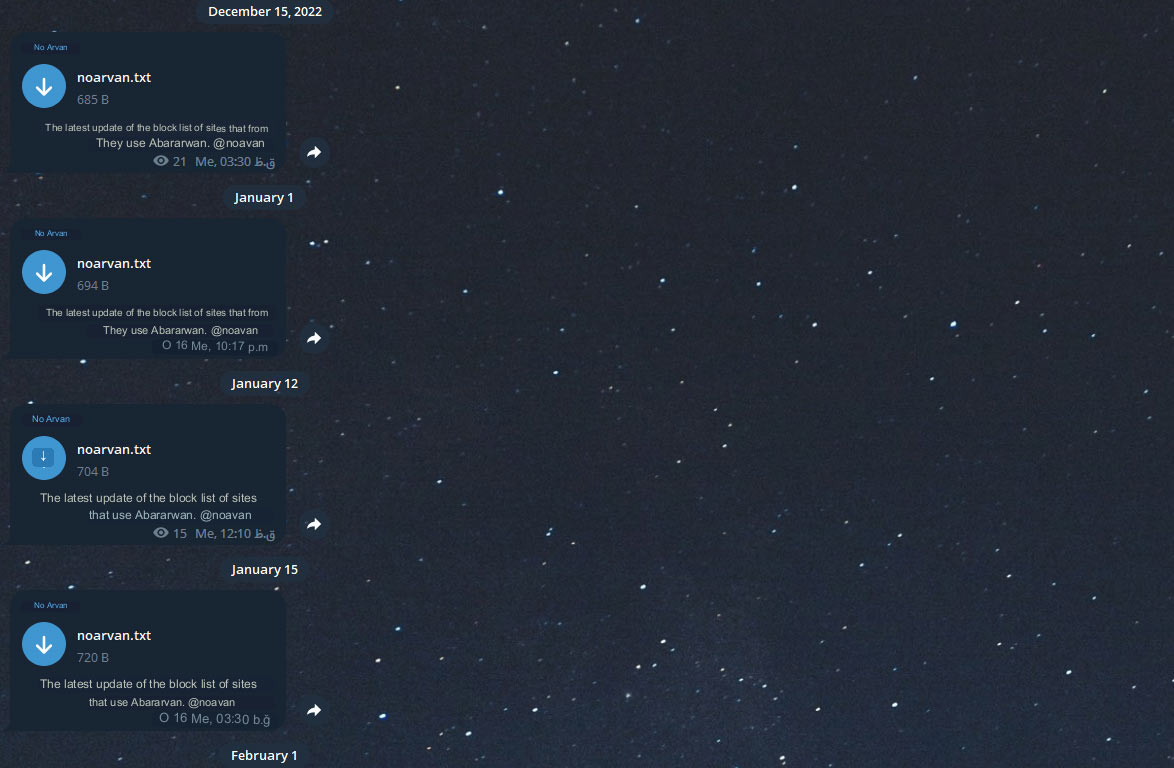 December 15, 2022
No Arvan
noarvan.txt
685 B
The latest update of the block list of sites that from
They use Abararwan. @noavan
21 Me, 03:30 ق.ظ
January 1
No Arvan
noarvan.txt
694 B
The latest update of the block list of sites that from
They use Abararwan. @noavan
O 16 Me, 10:17 p.m
January 12
No Arvan
noarvan.txt
704 B
The latest update of the block list of sites
that use Abararwan. @noavan
15 Me, 12:10 ق.ظ
January 15
No Arvan
noarvan.txt
720 B
The latest update of the block list of sites
that use Abararvan. @noavan
O 16 Me, 03:30 b.ğ
February 1